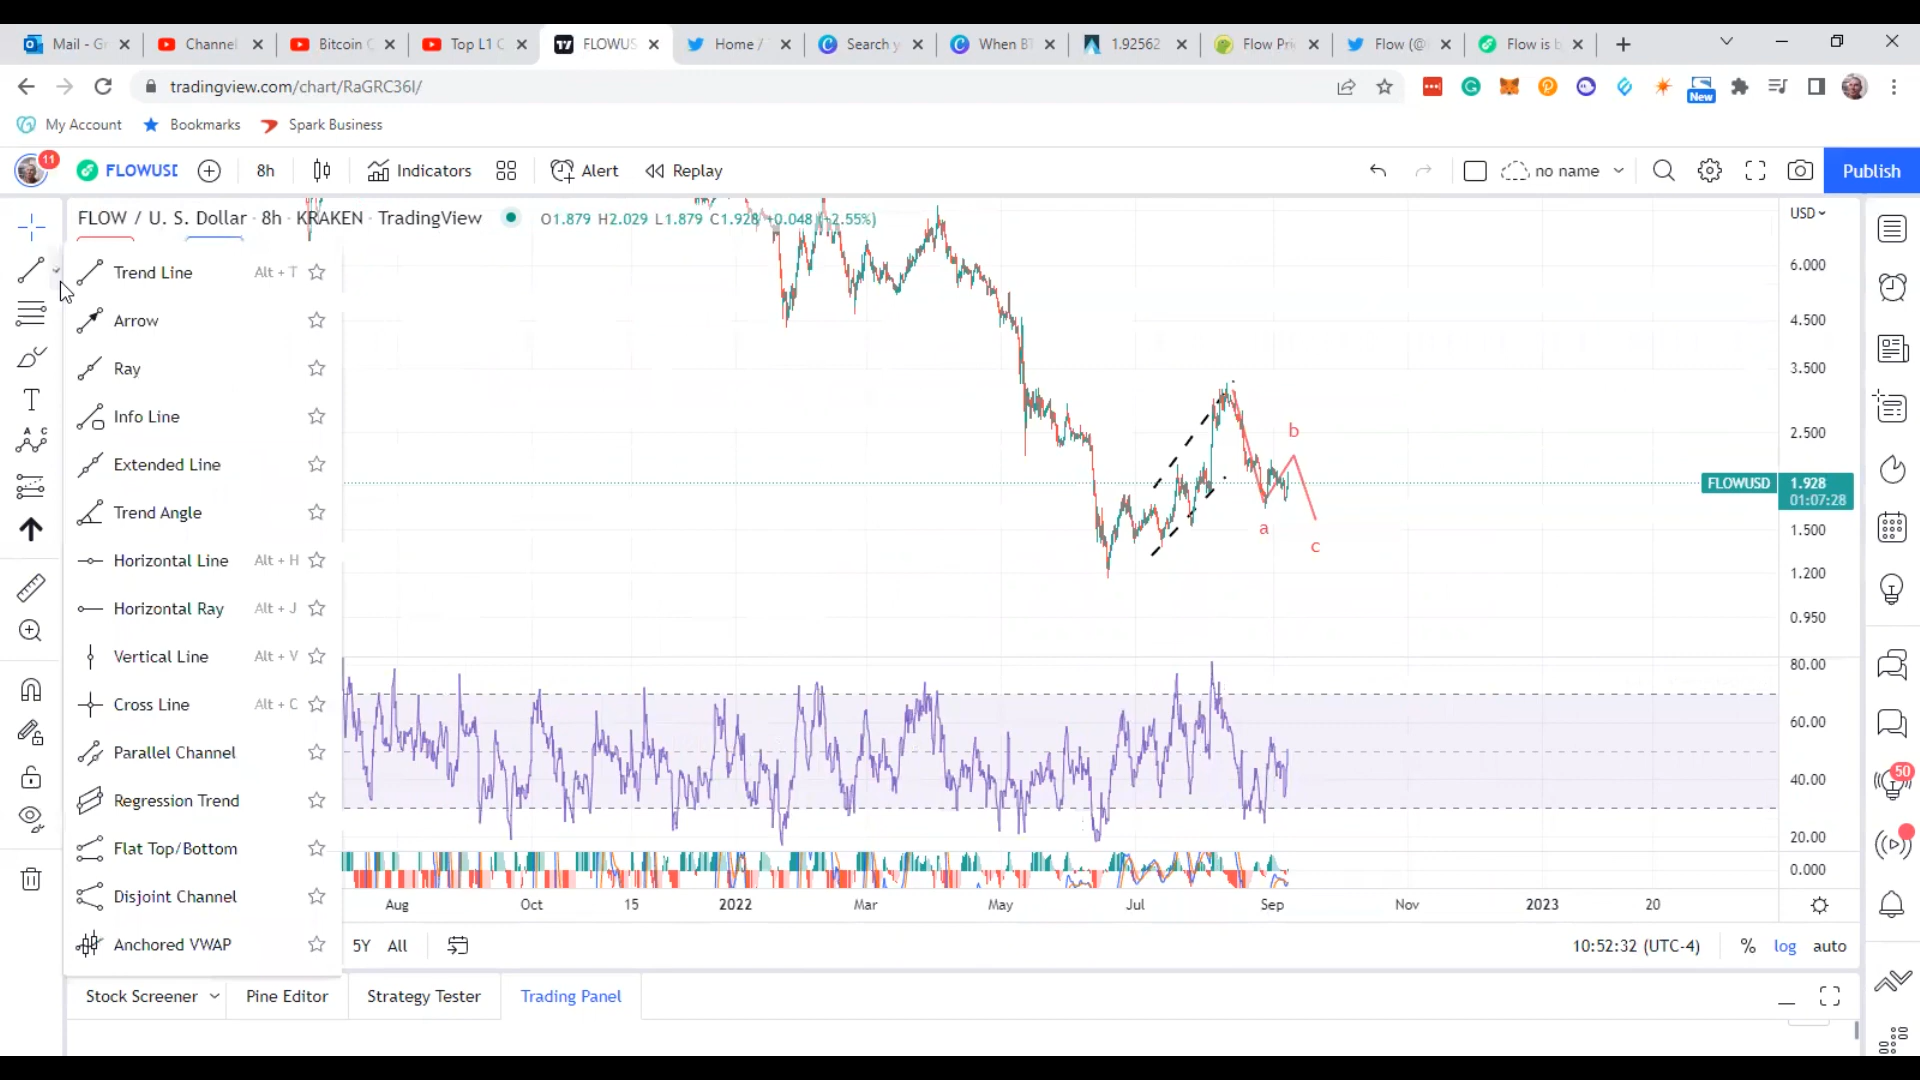 Mail - Gr
Channel
Bitcoin C
Top L1 C
FLOWUS
Home /
Search y
When BT
1.92562
Flow Pri
Flow (@
Flow is b
tradingview.com/chart/RaGRC36I/
New
My Account
Bookmarks
Spark Business
11
FLOWUSD
8h
Indicators
Alert
Replay
no name
Publish
FLOW / U. S. Dollar · 8h · KRAKEN · TradingView
O1.879 H2.029 L1.879 C1.928 +0.048 (+2.55%)
USD
Trend Line Alt + T
Arrow
Ray
Info Line
Extended Line
Trend Angle
Horizontal Line Alt + H
Horizontal Ray Alt + J
Vertical Line Alt + V
Cross Line Alt + C
Parallel Channel
Regression Trend
Flat Top/Bottom
Disjoint Channel
Anchored VWAP
T
A C
6.000
4.500
3.500
2.500
FLOWUSD 1.928
01:07:28
1.500
1.200
0.950
b
a
c
80.00
60.00
40.00
20.00
0.000
50
Aug Oct 15 2022 Mar May Jul Sep Nov 2023 20
5Y All
10:52:32 (UTC-4) % log auto
Stock Screener
Pine Editor
Strategy Tester
Trading Panel